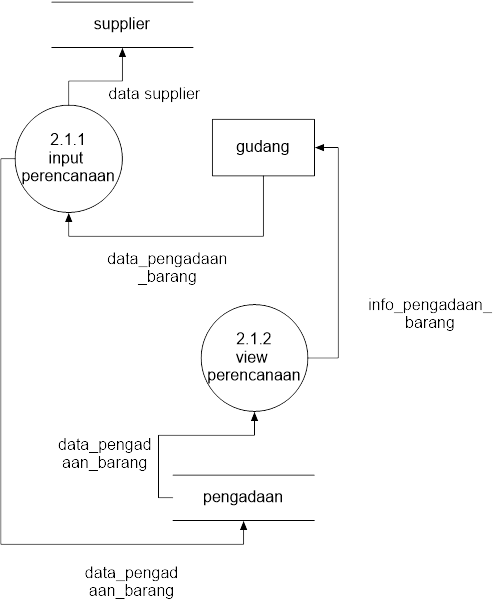 supplier
data supplier
2.1.1
input
perencanaan
gudang
data_pengadaan
_barang
info_pengadaan_
barang
2.1.2
view
perencanaan
data_pengad
aan_barang
pengadaan
data_pengad
aan_barang